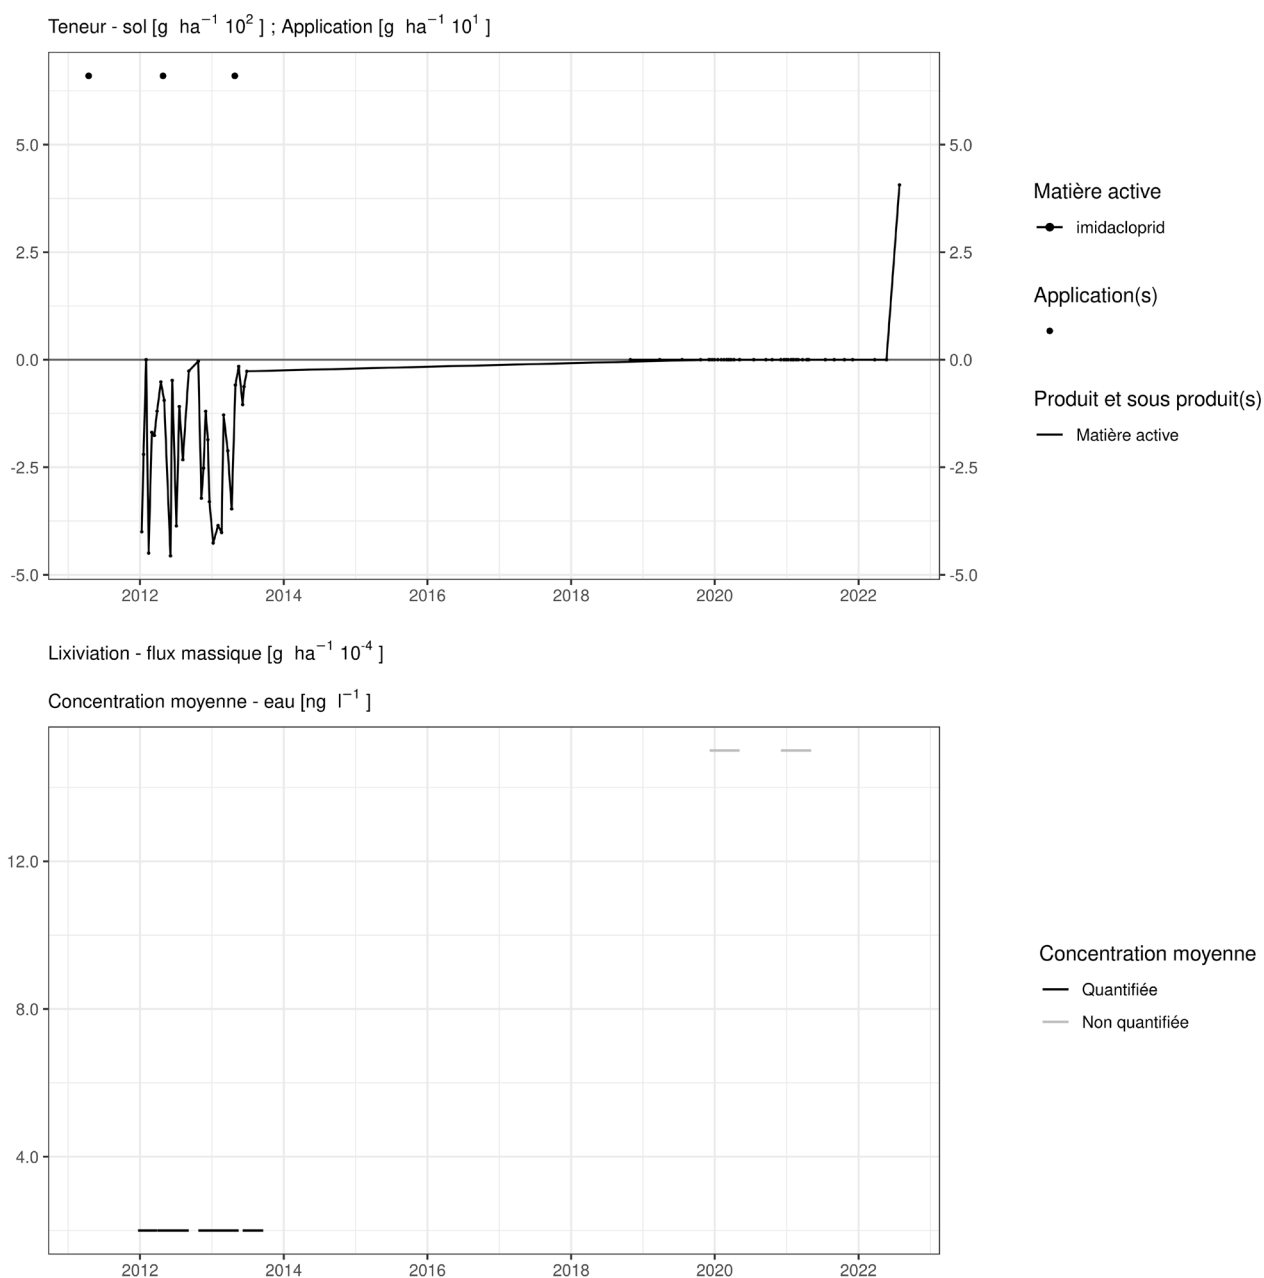 Teneur - sol [g ha−1 102 ] ; Application [g ha−1 101 ]
5.0
5.0
2.5
2.5
0.0
0.0
-2.5
-2.5
-5.0
-5.0
2012
2014
2016
2018
2020
2022
Matière active
imidacloprid
Application(s)
Produit et sous produit(s)
Matière active
Lixiviation - flux massique [g ha−1 10-4 ]
Concentration moyenne - eau [ng l−1 ]
12.0
8.0
4.0
2012
2014
2016
2018
2020
2022
Concentration moyenne
Quantifiée
Non quantifiée